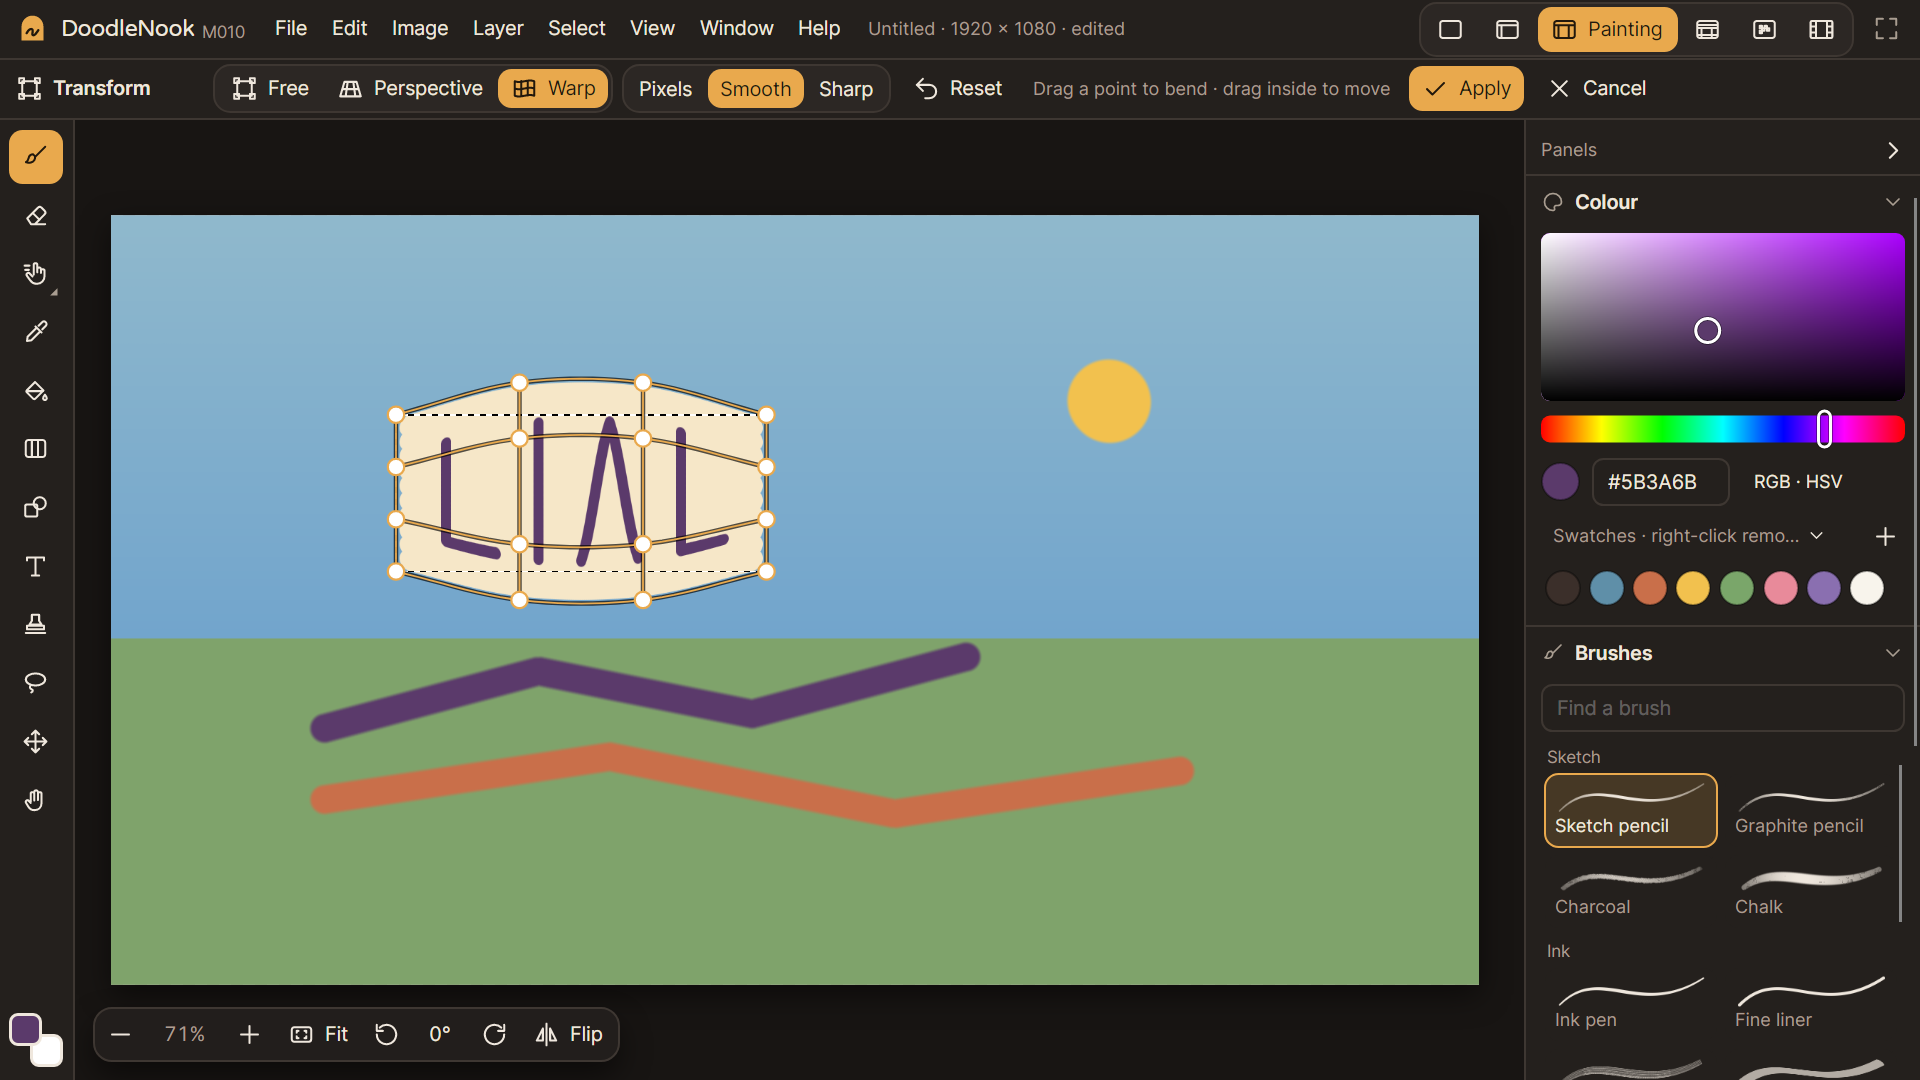 DoodleNook M010 File Edit Image Layer Select View Window Help Untitled · 1920 × 1080 · edited Painting
Transform Free Perspective Warp Pixels Smooth Sharp Reset Drag a point to bend · drag inside to move Apply Cancel
Panels
Colour
#5B3A6B RGB · HSV
Swatches · right-click remo...
Brushes
Find a brush
Sketch
Sketch pencil Graphite pencil
Charcoal Chalk
Ink
Ink pen Fine liner
T
71% Fit 0° Flip